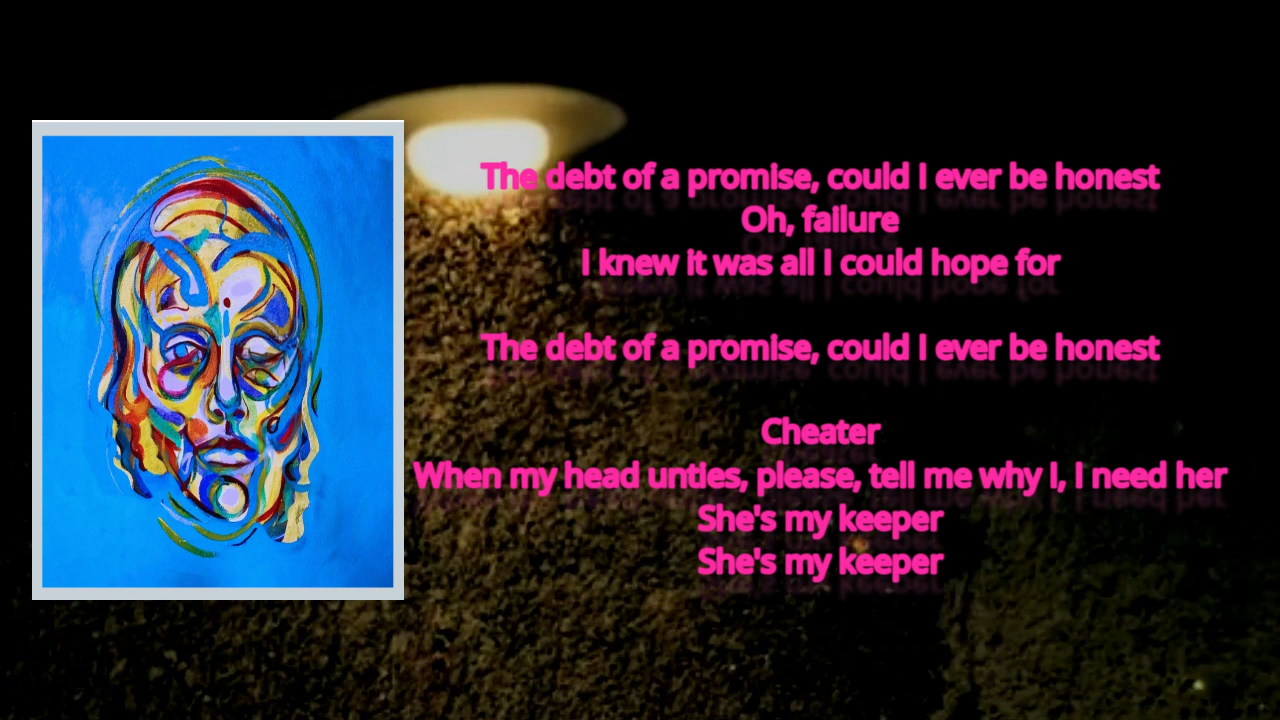 The debt of a promise, could I ever be honest
Oh, failure
I knew it was all I could hope for
The debt of a promise, could I ever be honest
Cheater
When my head unties, please, tell me why I, I need her
She's my keeper
She's my keeper